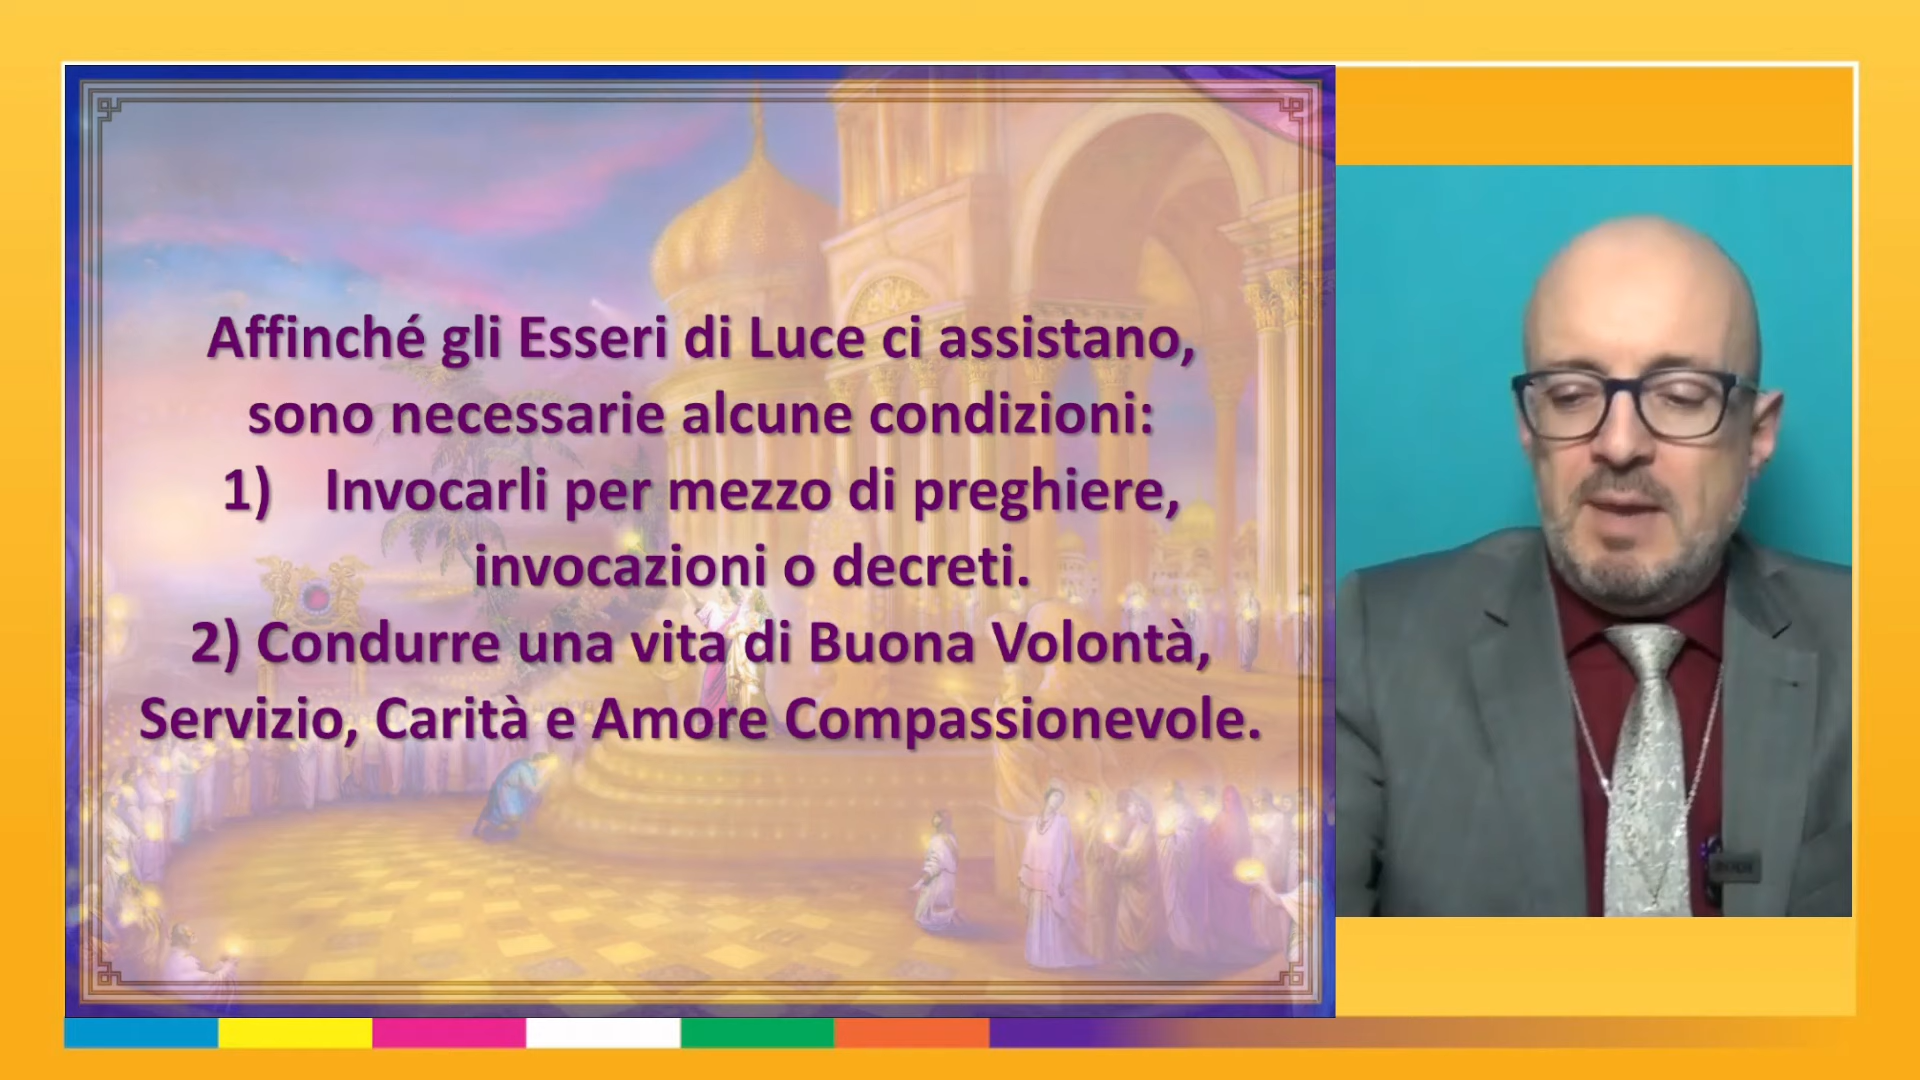 Affinché gli Esseri di Luce ci assistano,
sono necessarie alcune condizioni:
1) Invocarli per mezzo di preghiere,
invocazioni o decreti.
2) Condurre una vita di Buona Volontà,
Servizio, Carità e Amore Compassionevole.